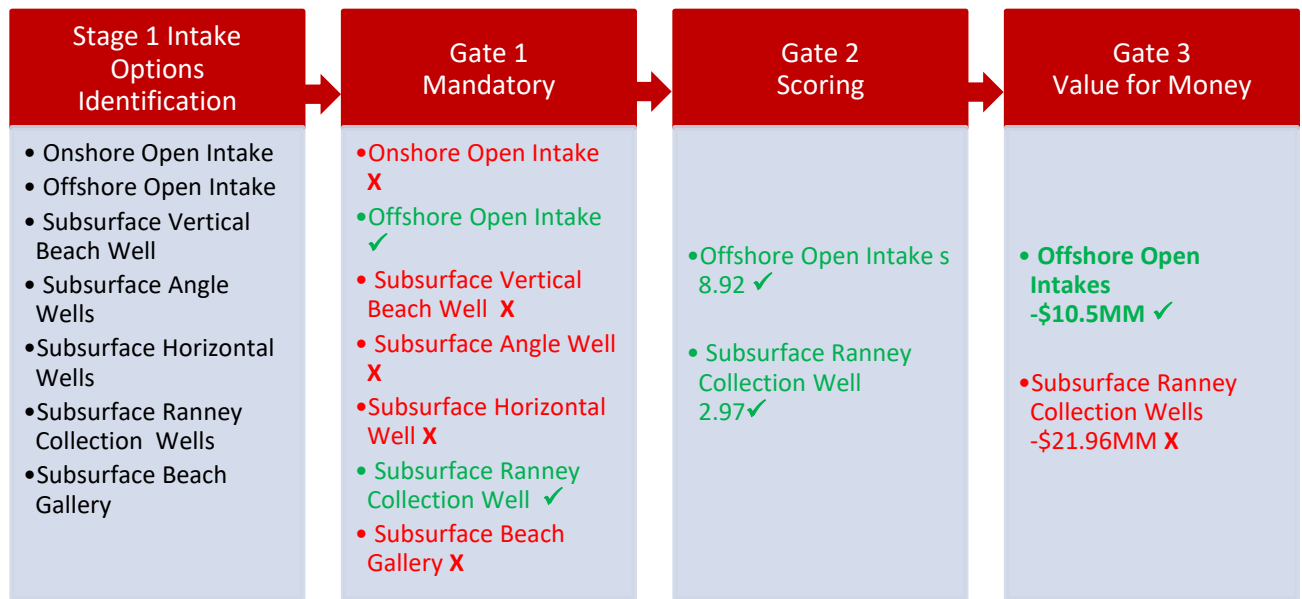 Stage 1 Intake
Options
Identification
• Onshore Open Intake
• Offshore Open Intake
• Subsurface Vertical
Beach Well
• Subsurface Angle
Wells
•Subsurface Horizontal
Wells
•Subsurface Ranney
Collection Wells
•Subsurface Beach
Gallery
Gate 1
Mandatory
•Onshore Open Intake
X
•Offshore Open Intake
✓
• Subsurface Vertical
Beach Well X
• Subsurface Angle Well
X
•Subsurface Horizontal
Well X
• Subsurface Ranney
Collection Well ✓
• Subsurface Beach
Gallery X
Gate 2
Scoring
•Offshore Open Intake s
8.92 ✓
• Subsurface Ranney
Collection Well
2.97✓
Gate 3
Value for Money
• Offshore Open
Intakes
-$10.5MM ✓
•Subsurface Ranney
Collection Wells
-$21.96MM X